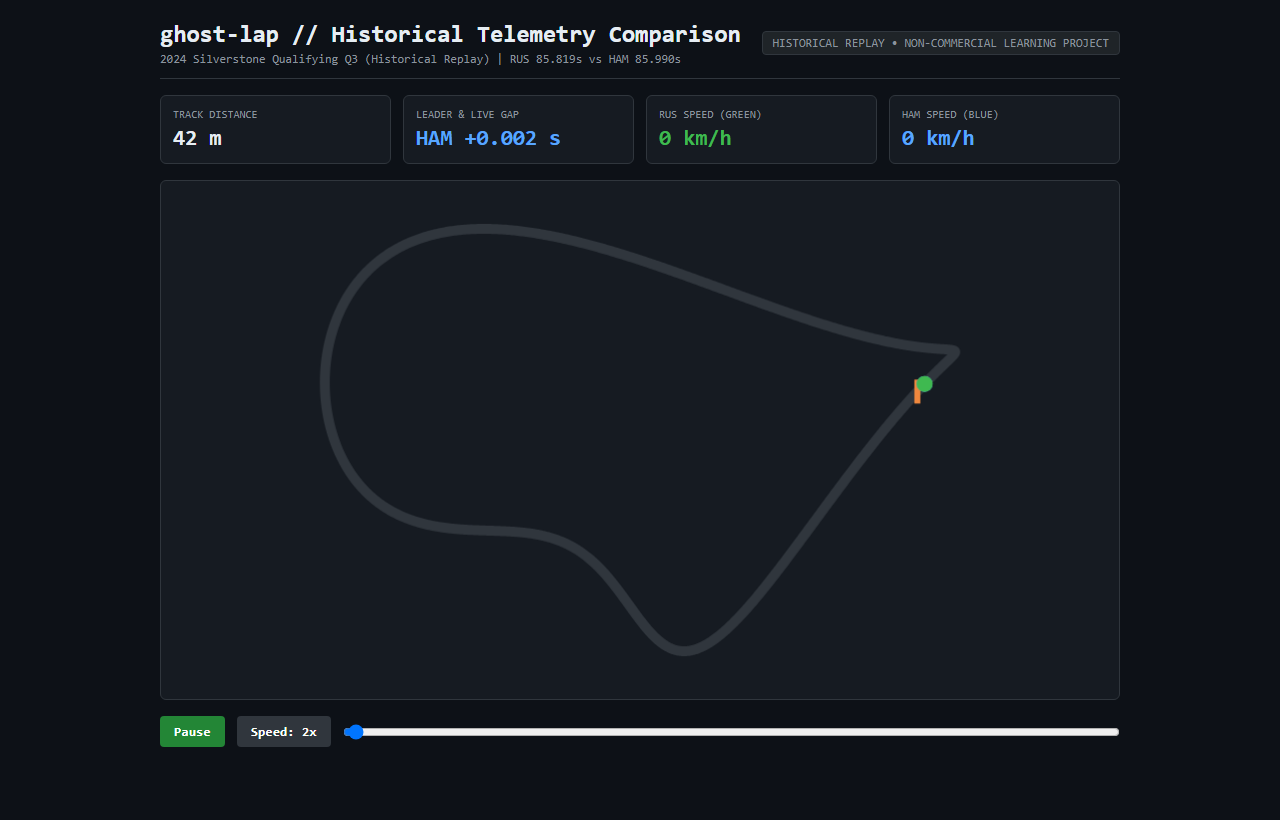 ghost-lap // Historical Telemetry Comparison
2024 Silverstone Qualifying Q3 (Historical Replay) | RUS 85.819s vs HAM 85.990s
HISTORICAL REPLAY • NON-COMMERCIAL LEARNING PROJECT
TRACK DISTANCE
42 m
LEADER & LIVE GAP
HAM +0.002 s
RUS SPEED (GREEN)
0 km/h
HAM SPEED (BLUE)
0 km/h
Pause
Speed: 2x